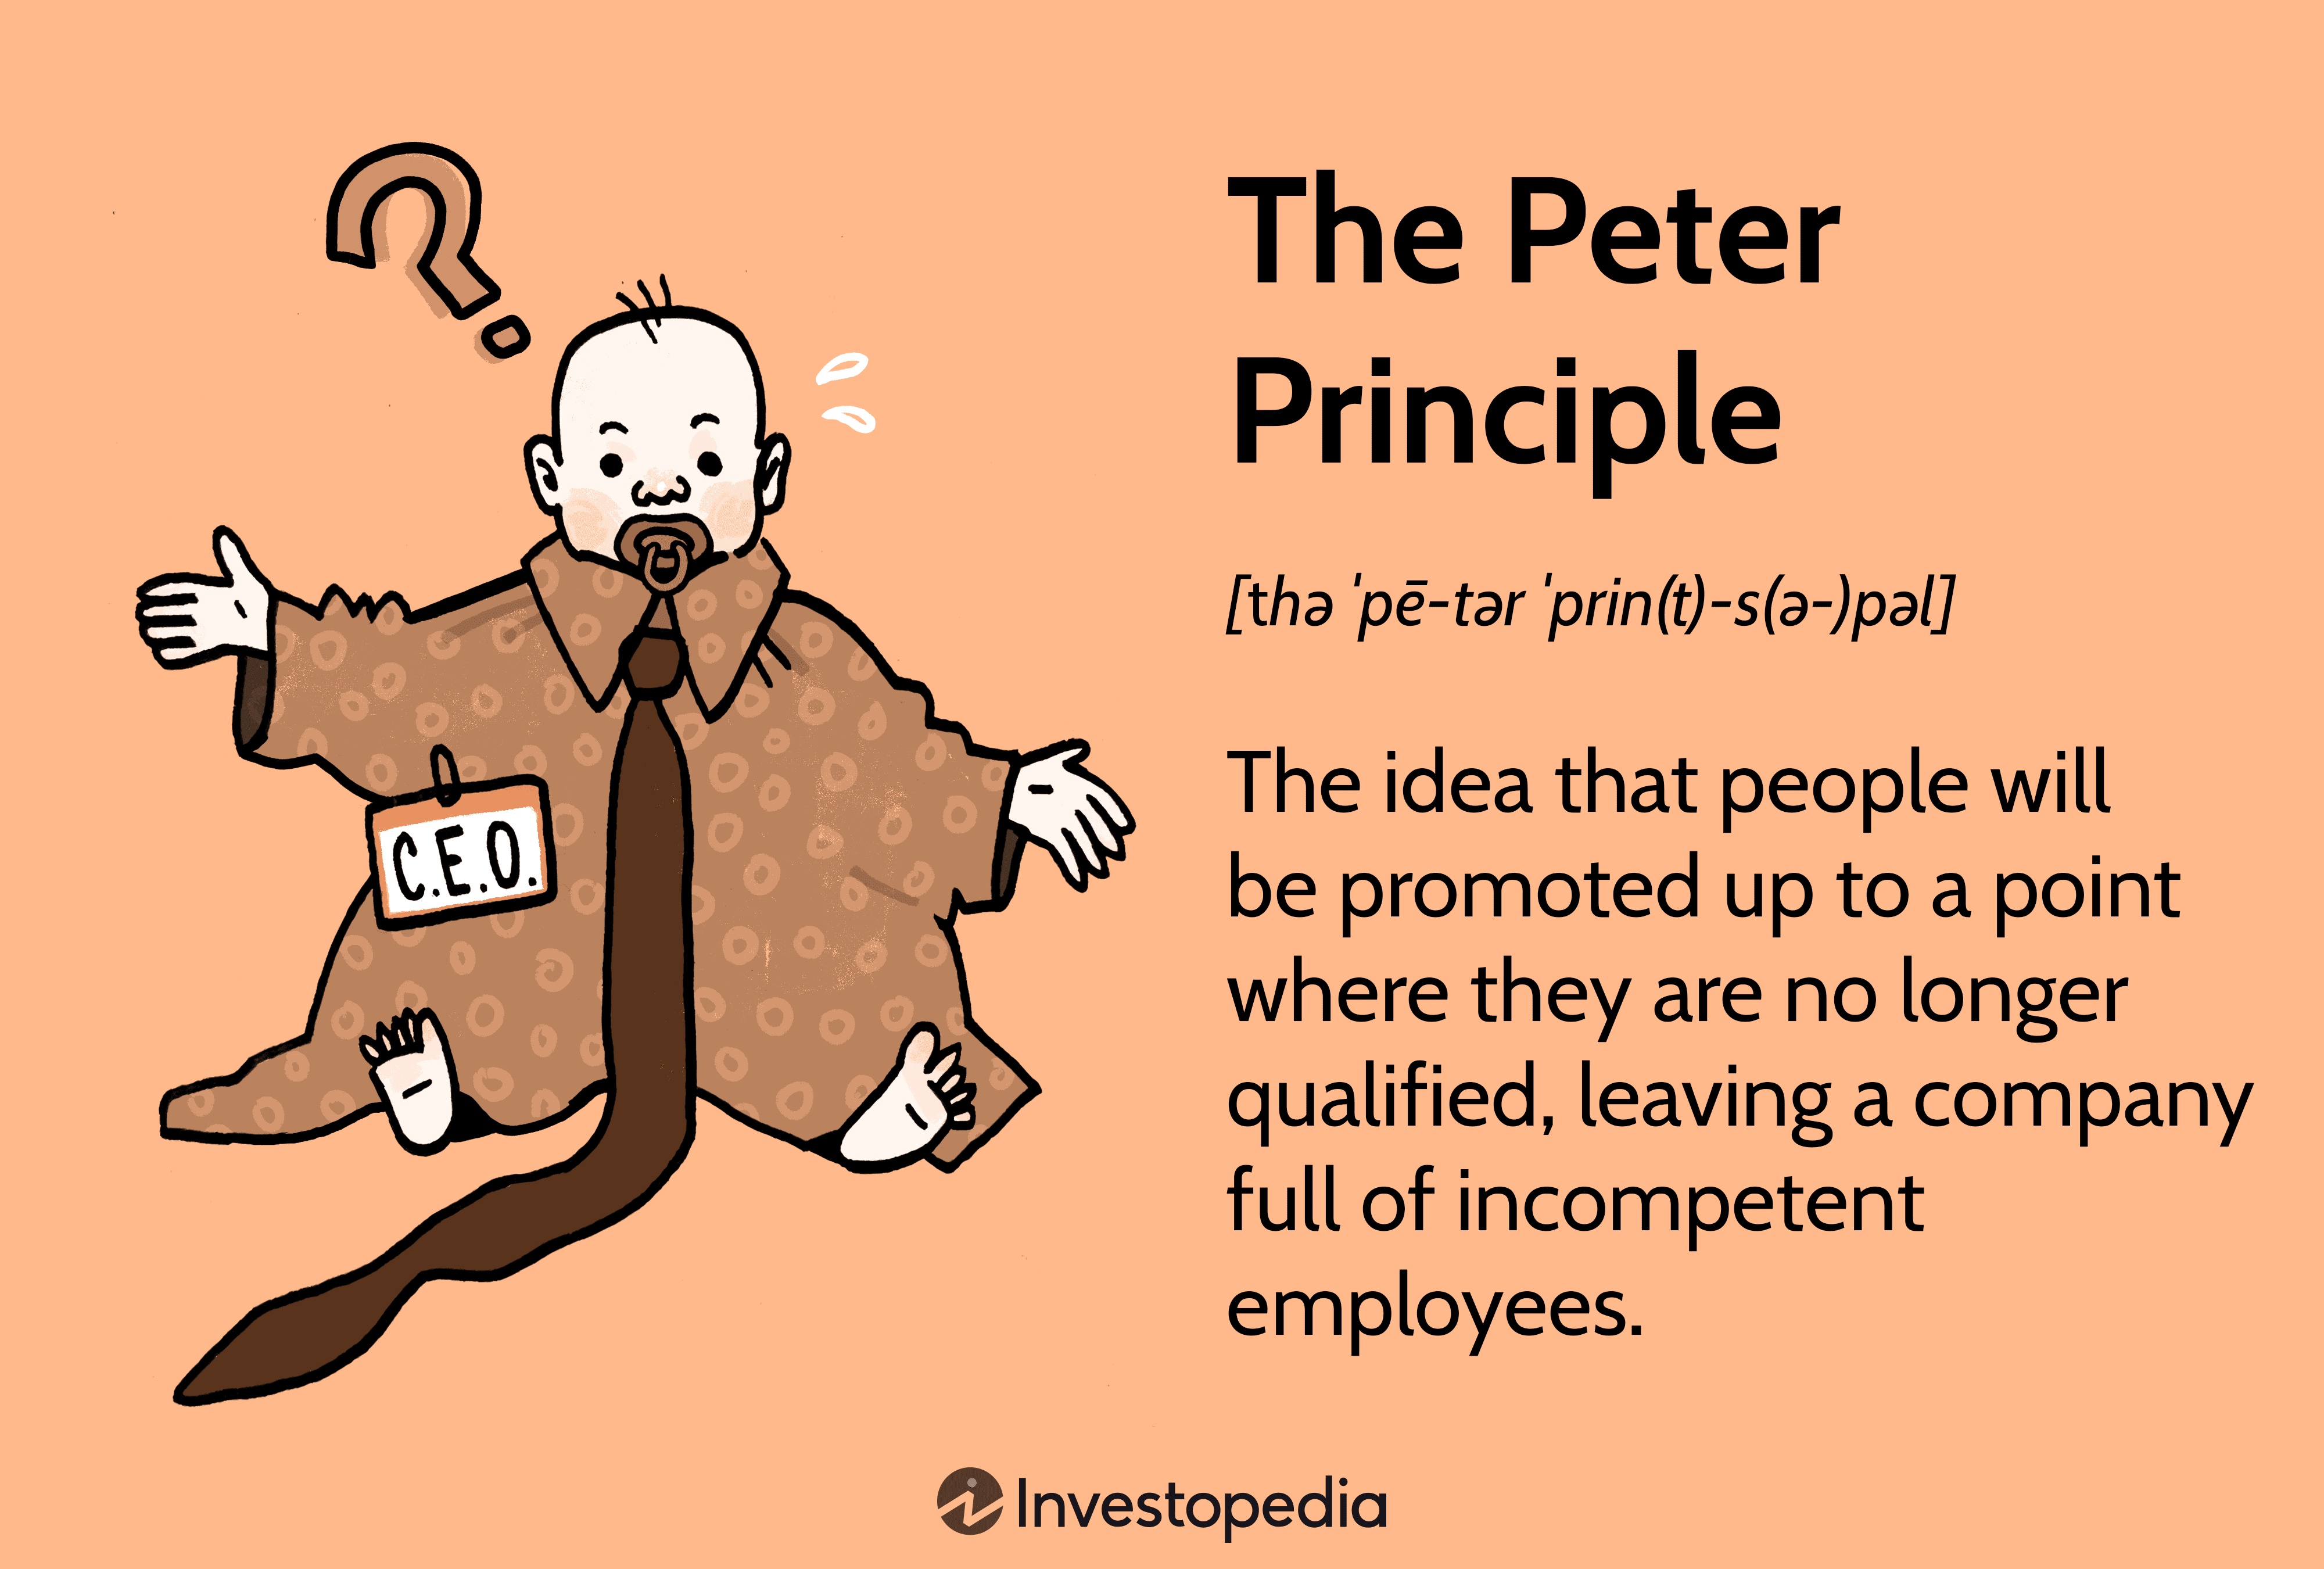 The Peter
Principle
[thə ˈpē-tər ˈprin(t)-s(ə-)pəl]
The idea that people will
be promoted up to a point
where they are no longer
qualified, leaving a company
full of incompetent
employees.
C.E.O.
Investopedia